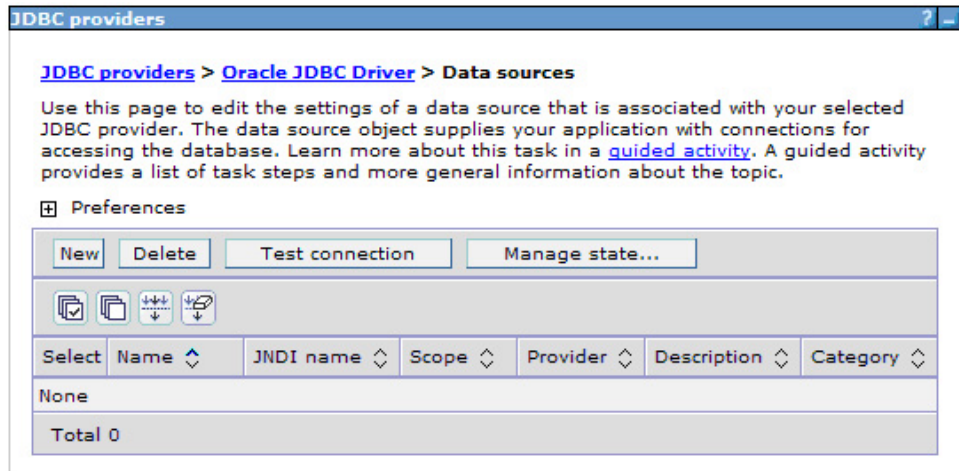 JDBC providers ? -
JDBC providers > Oracle JDBC Driver > Data sources
Use this page to edit the settings of a data source that is associated with your selected
JDBC provider. The data source object supplies your application with connections for
accessing the database. Learn more about this task in a guided activity. A guided activity
provides a list of task steps and more general information about the topic.
+ Preferences
New Delete Test connection Manage state...
Select Name JNDI name Scope Provider Description Category
None
Total 0